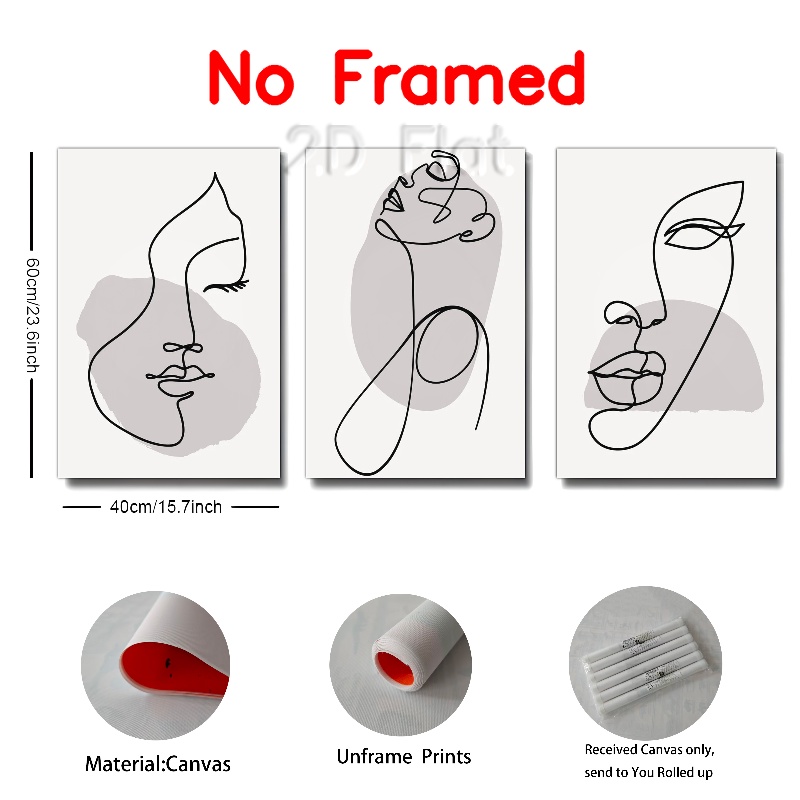 No Framed
2D Flat
60cm/23.6inch
40cm/15.7inch
Material:Canvas
Unframe Prints
Received Canvas only,
send to You Rolled up